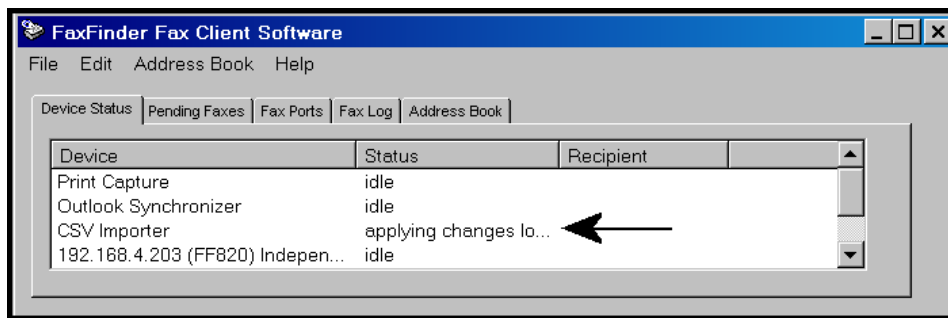 FaxFinder Fax Client Software
File Edit Address Book Help
Device Status Pending Faxes Fax Ports Fax Log Address Book
Device Status Recipient
Print Capture idle
Outlook Synchronizer idle
CSV Importer applying changes lo...
192.168.4.203 (FF820) Indepen... idle